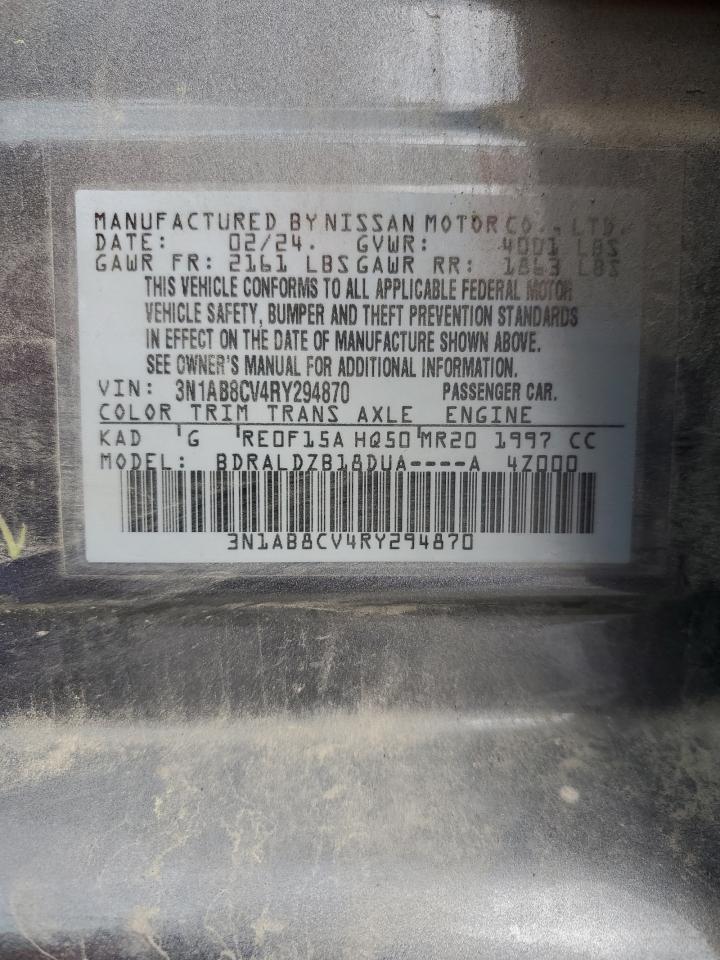 MANUFACTURED BY NISSAN MOTOR CO., LTD.
DATE: 02/24. GVWR: 4001 LBS
GAWR FR: 2161 LBS GAWR RR: 1863 LBS
THIS VEHICLE CONFORMS TO ALL APPLICABLE FEDERAL MOTOR
VEHICLE SAFETY, BUMPER AND THEFT PREVENTION STANDARDS
IN EFFECT ON THE DATE OF MANUFACTURE SHOWN ABOVE.
SEE OWNER'S MANUAL FOR ADDITIONAL INFORMATION.
VIN: 3N1AB8CV4RY294870 PASSENGER CAR.
COLOR TRIM TRANS AXLE ENGINE
KAD 'G 'RE0F15A HQ50'MR20 1997 CC
MODEL: BDRALDZB18DUA----A 4Z000
3N1AB8CV4RY294870